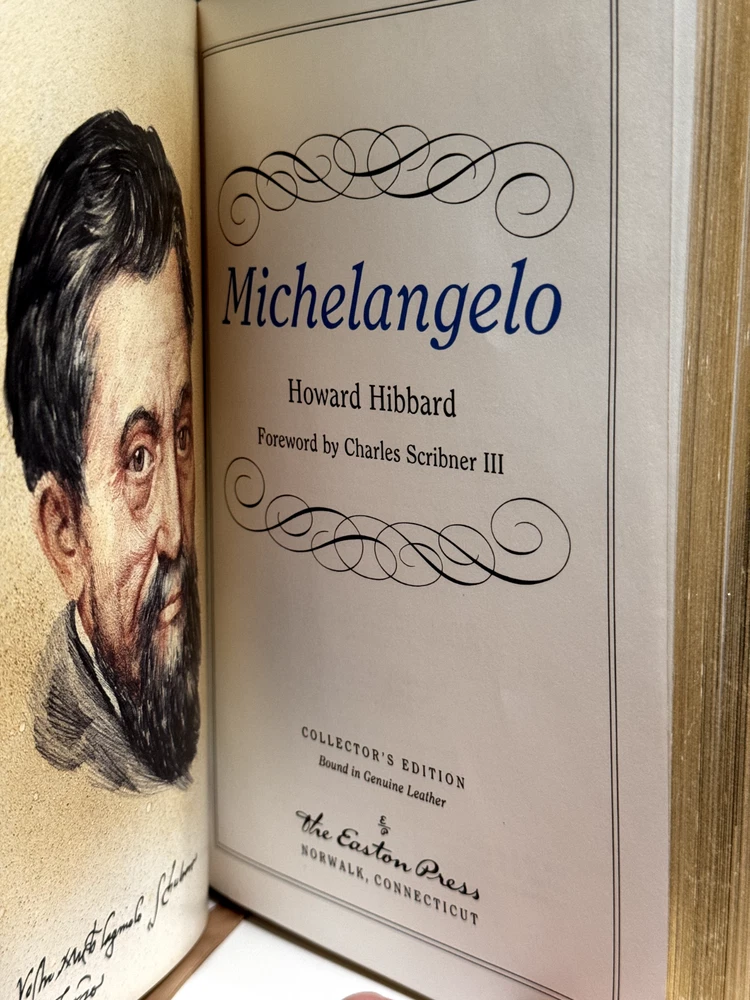 Michelangelo
Howard Hibbard
Foreword by Charles Scribner III
COLLECTOR'S EDITION
Bound in Genuine Leather
E/P
The Easton Press
NORWALK, CONNECTICUT